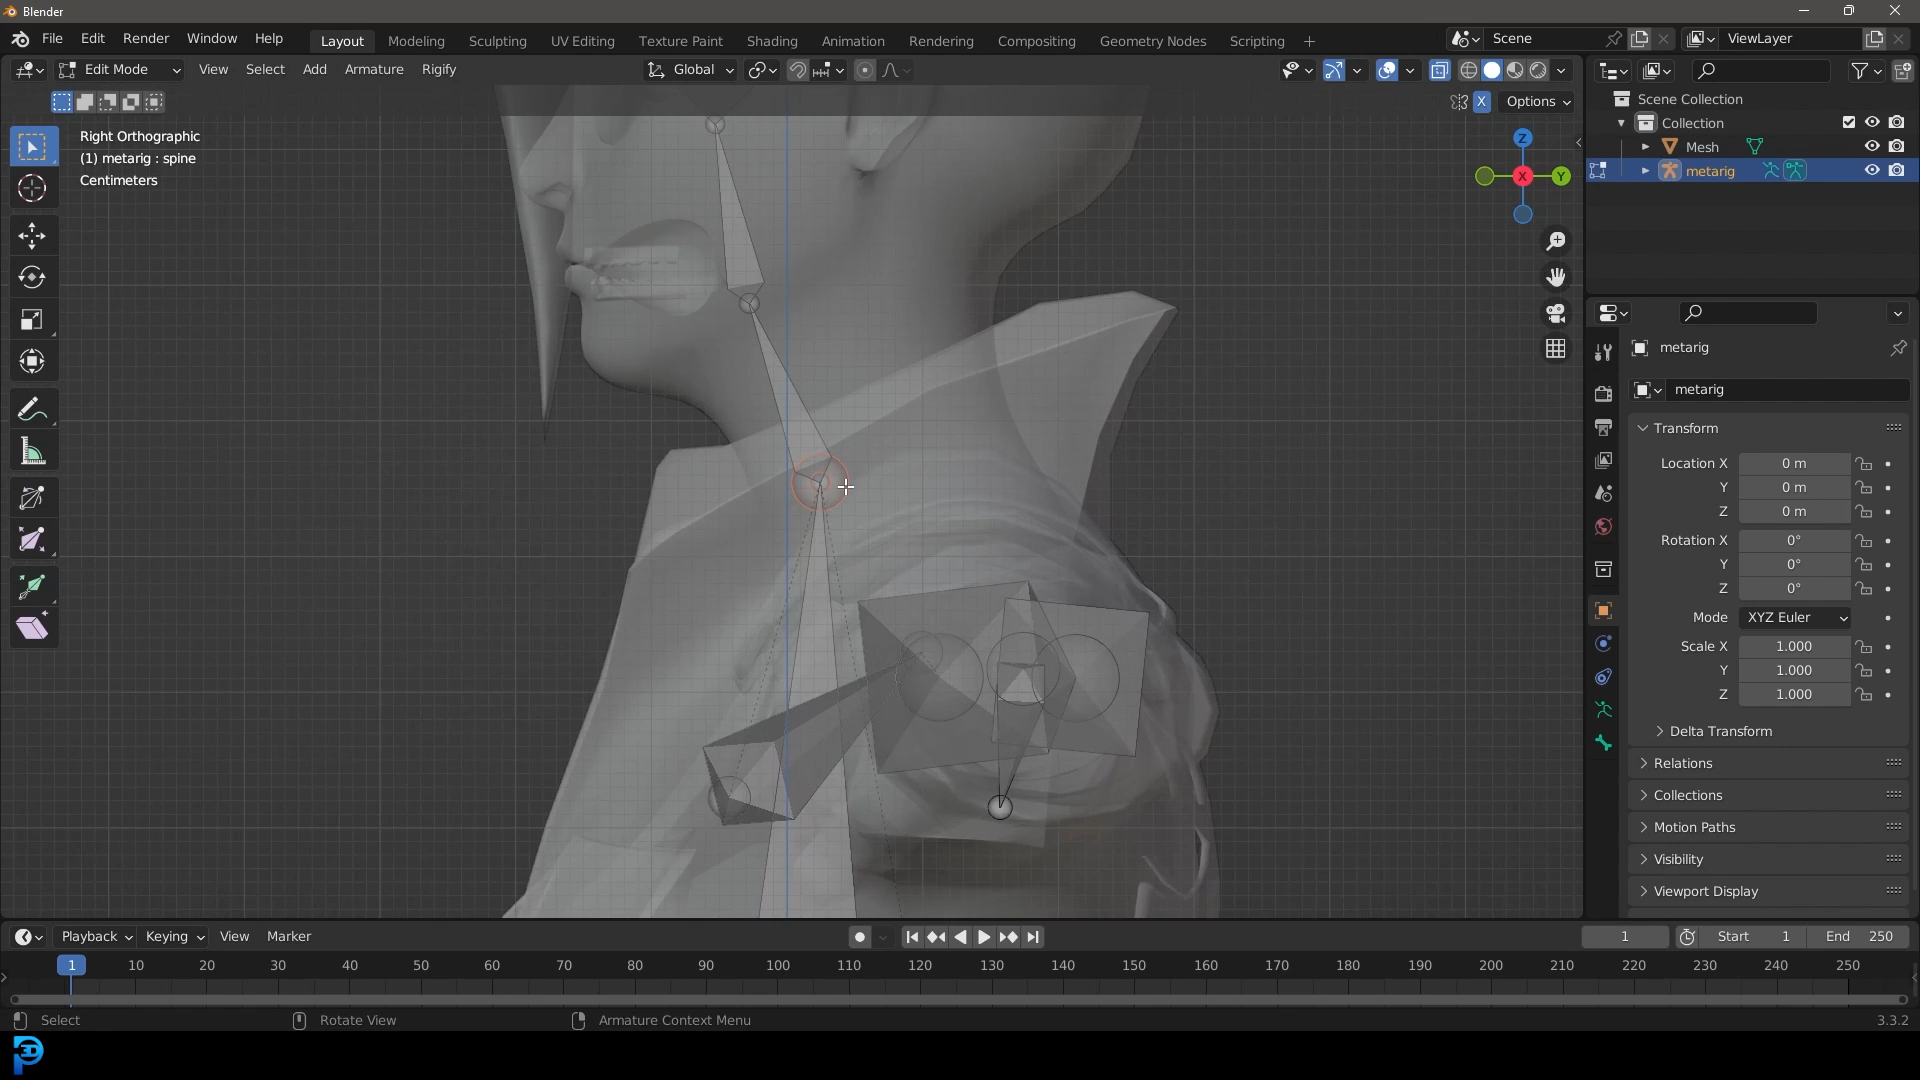 Blender
File Edit Render Window Help Layout Modeling Sculpting UV Editing Texture Paint Shading Animation Rendering Compositing Geometry Nodes Scripting + Scene ViewLayer
Edit Mode View Select Add Armature Rigify Global
X Options
Right Orthographic
(1) metarig : spine
Centimeters
Z
X
Y
Scene Collection
Collection
Mesh
metarig
metarig
metarig
Transform
Location X 0 m
Y 0 m
Z 0 m
Rotation X 0°
Y 0°
Z 0°
Mode XYZ Euler
Scale X 1.000
Y 1.000
Z 1.000
Delta Transform
Relations
Collections
Motion Paths
Visibility
Viewport Display
Playback Keying View Marker 1 Start 1 End 250
1 10 20 30 40 50 60 70 80 90 100 110 120 130 140 150 160 170 180 190 200 210 220 230 240 250
Select Rotate View Armature Context Menu 3.3.2
3D